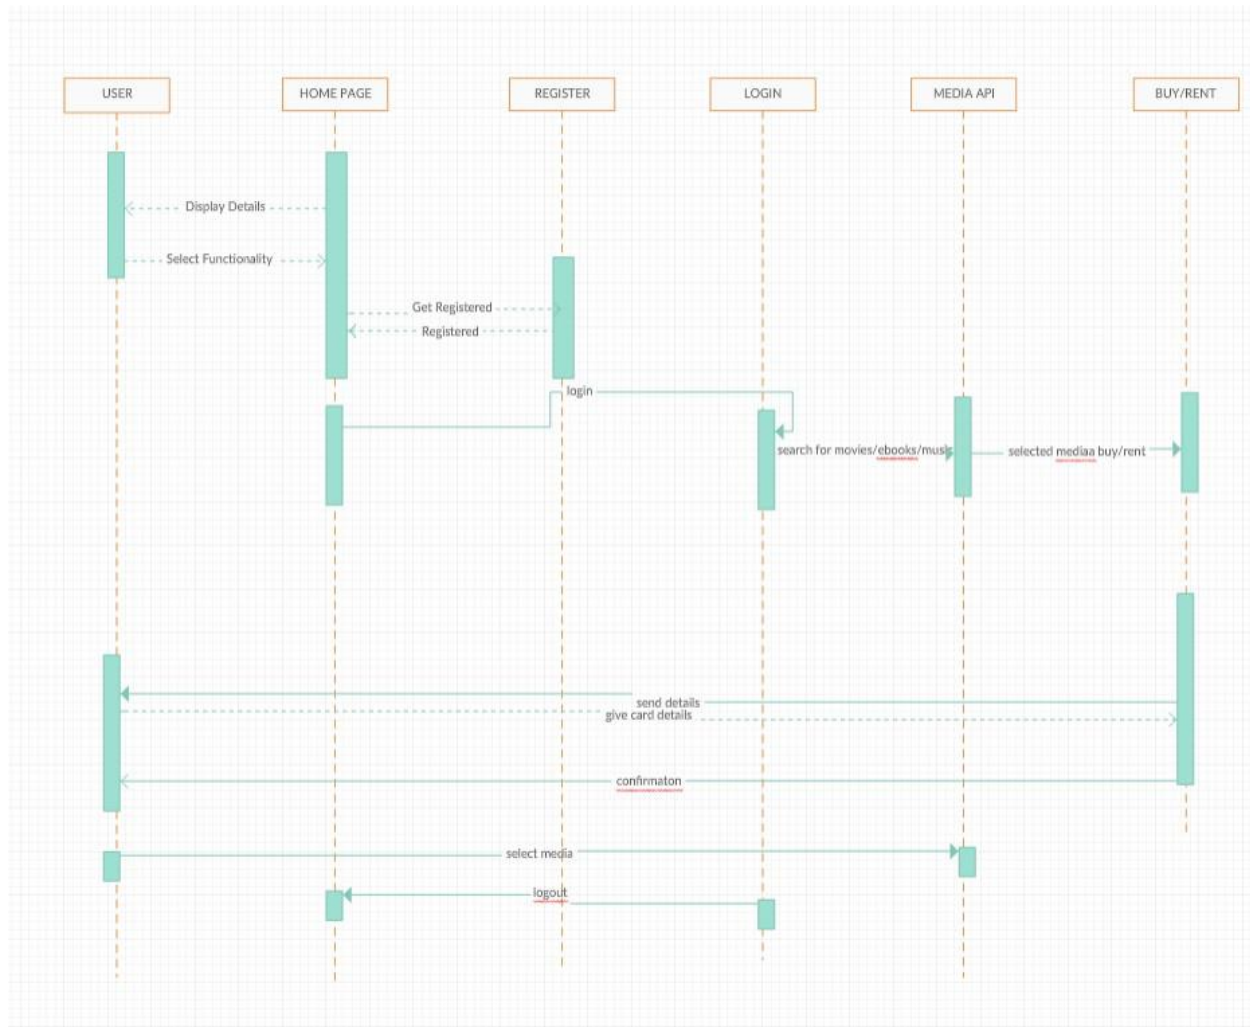 USER
HOME PAGE
REGISTER
LOGIN
MEDIA API
BUY/RENT
Display Details
Select Functionality
Get Registered
Registered
login
search for movies/ebooks/music
selected mediaa buy/rent
send details
give card details
confirmaton
select media
logout